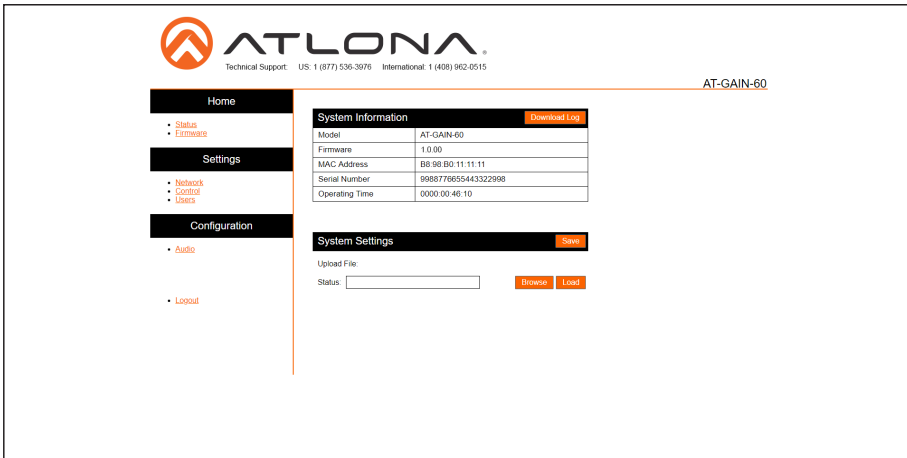 ATLONA®
Technical Support: US: 1 (877) 536-3976 International: 1 (408) 962-0515
AT-GAIN-60
Home
• Status
• Firmware
Settings
• Network
• Control
• Users
Configuration
• Audio
• Logout
System Information Download Log
Model AT-GAIN-60
Firmware 1.0.00
MAC Address B8:98:B0:11:11:11
Serial Number 9988776655443322998
Operating Time 0000:00:46:10
System Settings Save
Upload File:
Status: Browse Load